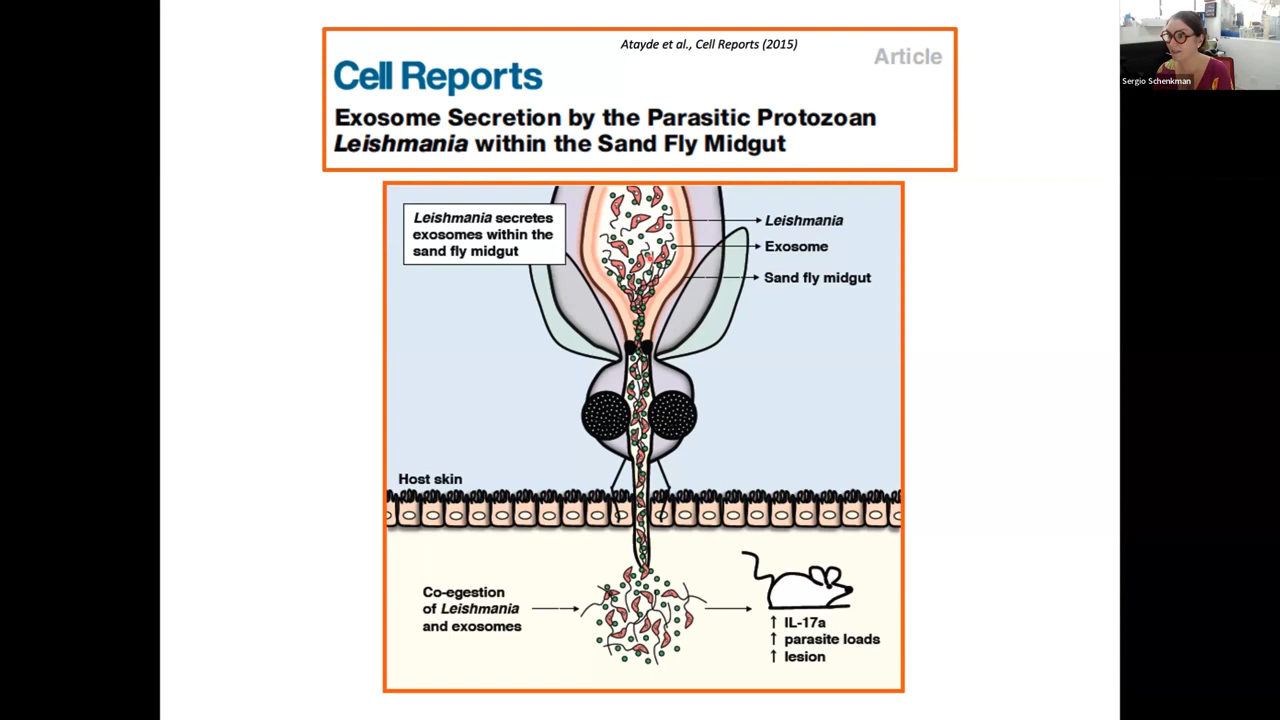 Atayde et al., Cell Reports (2015)
Article
Cell Reports
Exosome Secretion by the Parasitic Protozoan
Leishmania within the Sand Fly Midgut
Leishmania secretes
exosomes within the
sand fly midgut
Leishmania
Exosome
Sand fly midgut
Host skin
Co-egestion
of Leishmania
and exosomes
↑ IL-17a
↑ parasite loads
↑ lesion
Sergio Schenkman